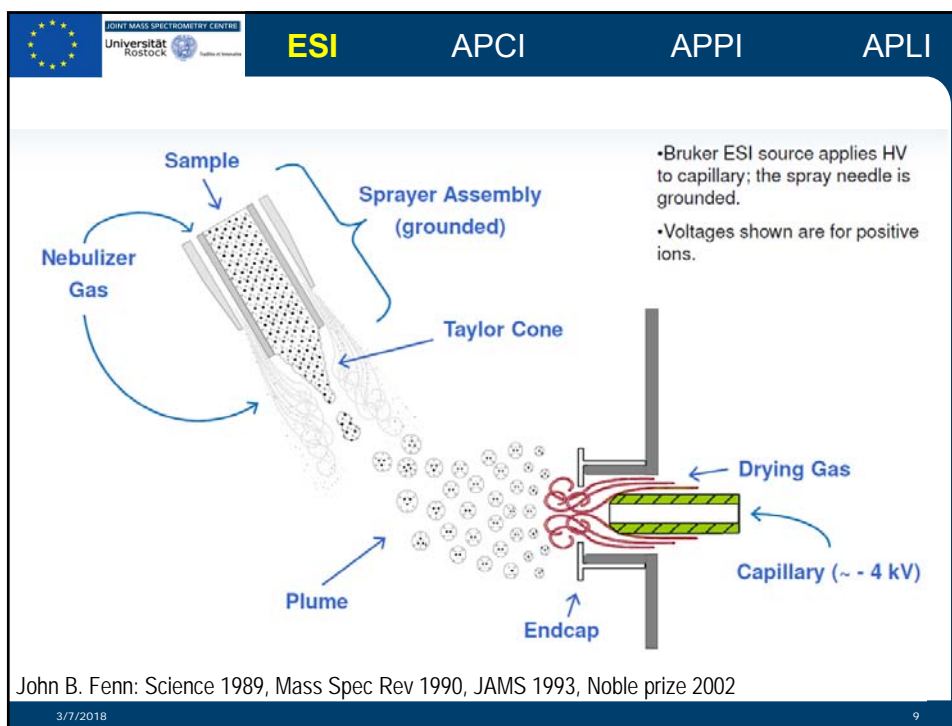 JOINT MASS SPECTROMETRY CENTRE
Universität
Rostock
Traditio et Innovatio
ESI
APCI
APPI
APLI
Sample
Sprayer Assembly
(grounded)
Nebulizer
Gas
Taylor Cone
•Bruker ESI source applies HV
to capillary; the spray needle is
grounded.
•Voltages shown are for positive
ions.
Drying Gas
Capillary (~ - 4 kV)
Plume
Endcap
John B. Fenn: Science 1989, Mass Spec Rev 1990, JAMS 1993, Noble prize 2002
3/7/2018
9